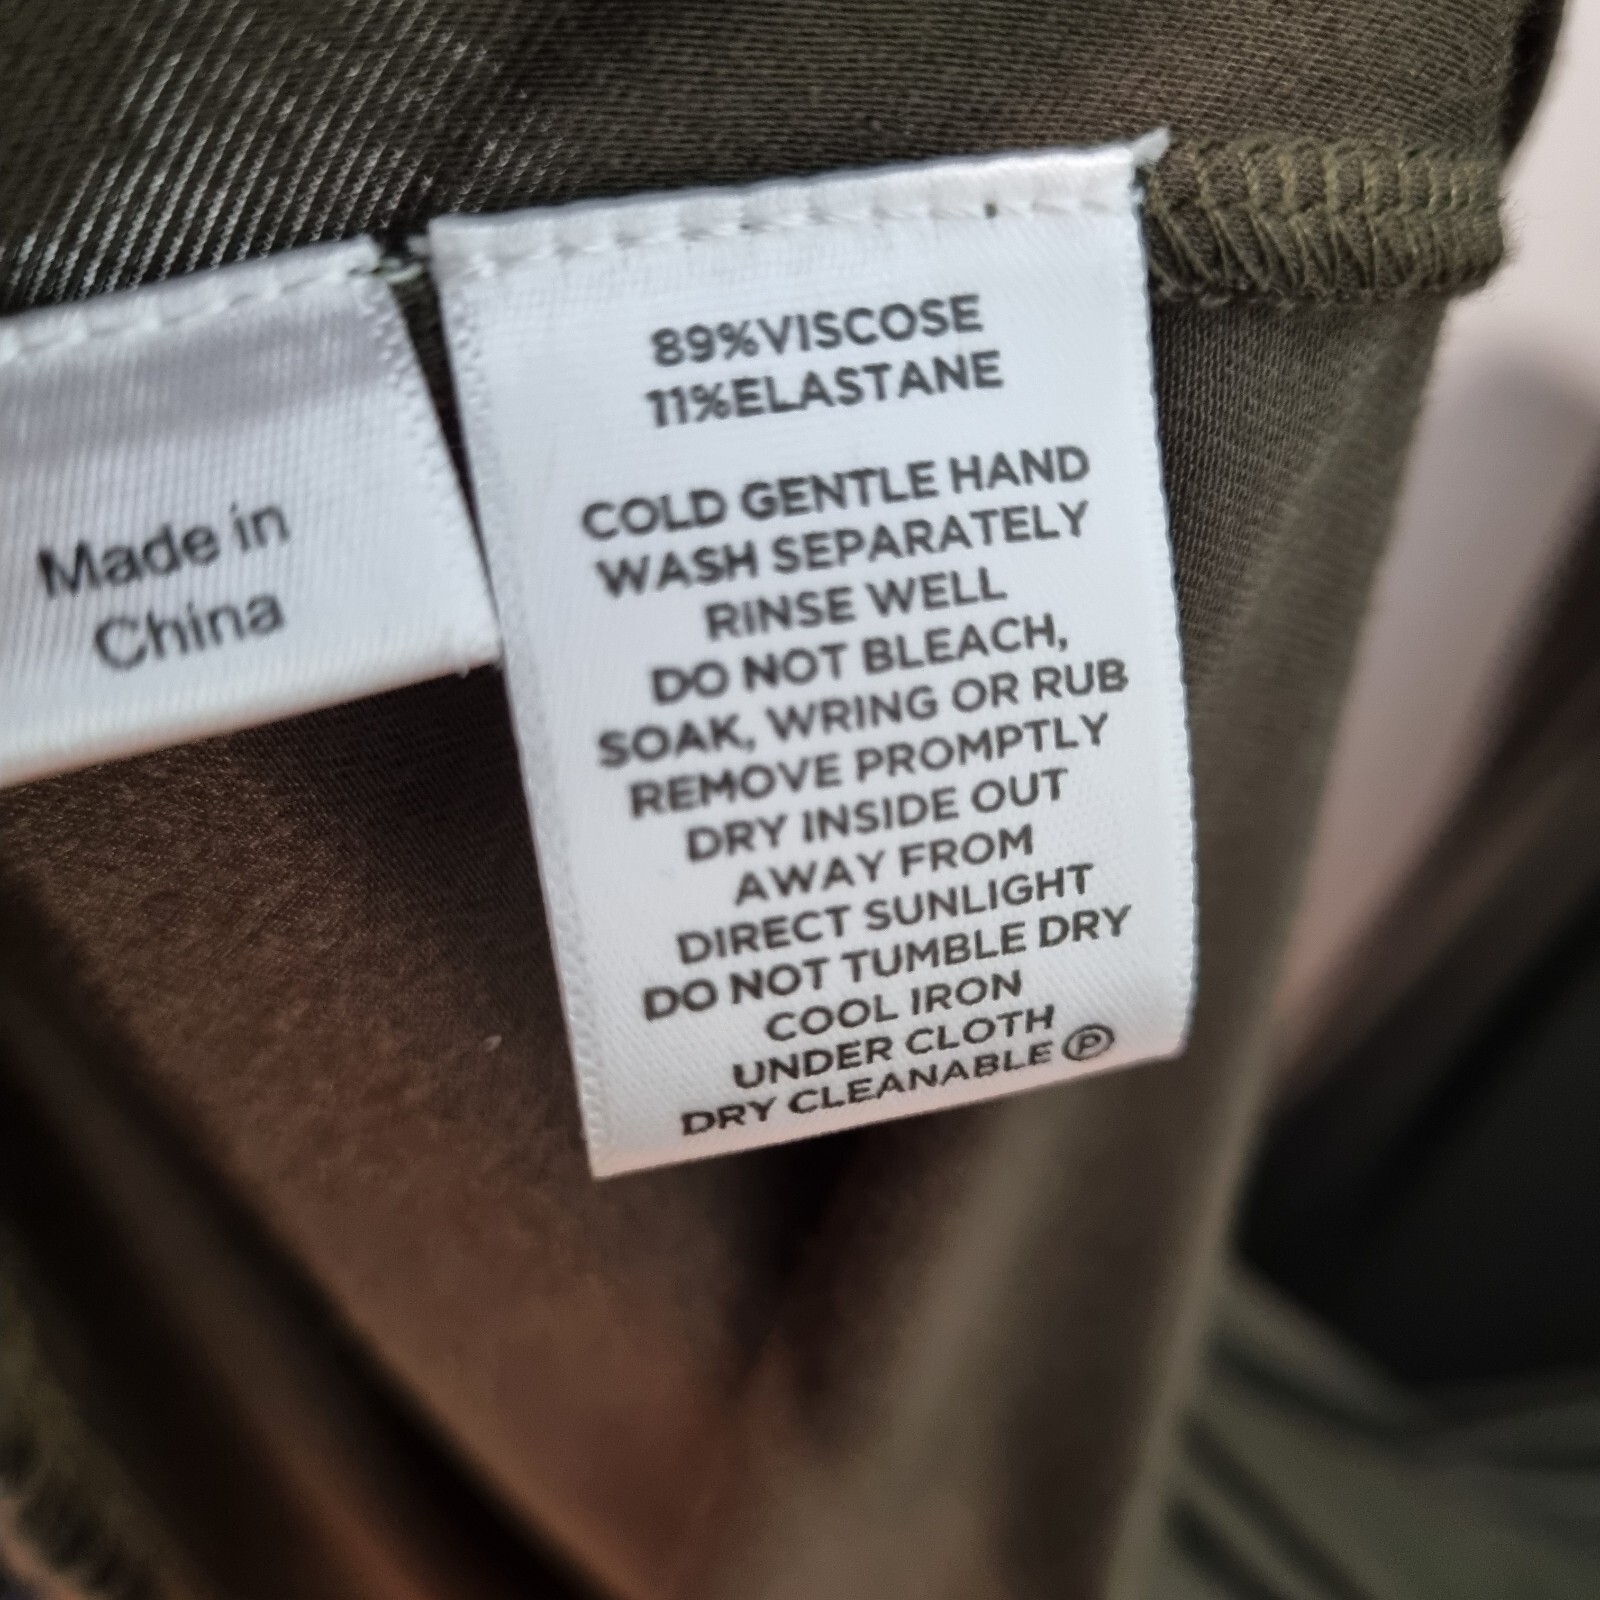 Made in
China
89%VISCOSE
11%ELASTANE
COLD GENTLE HAND
WASH SEPARATELY
RINSE WELL
DO NOT BLEACH,
SOAK, WRING OR RUB
REMOVE PROMPTLY
DRY INSIDE OUT
AWAY FROM
DIRECT SUNLIGHT
DO NOT TUMBLE DRY
COOL IRON
UNDER CLOTH
DRY CLEANABLE Ⓟ